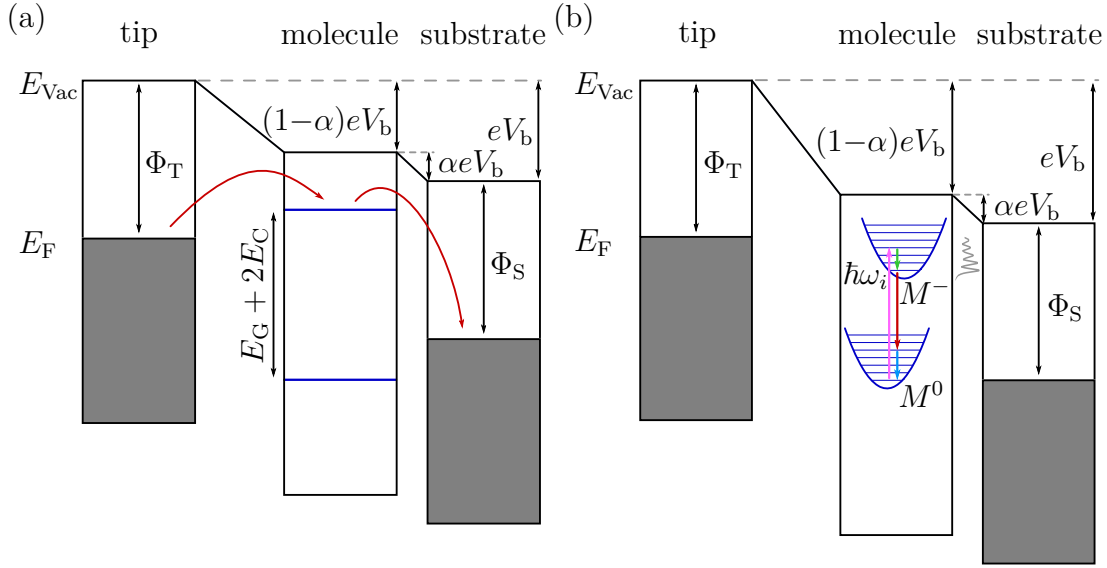 (a)
tip
molecule
substrate
E_Vac
(1−α)eV_b
eV_b
αeV_b
Φ_T
E_F
E_G + 2E_C
Φ_S
(b)
tip
molecule
substrate
E_Vac
(1−α)eV_b
eV_b
αeV_b
Φ_T
E_F
ħω_i
M⁻
Φ_S
M⁰